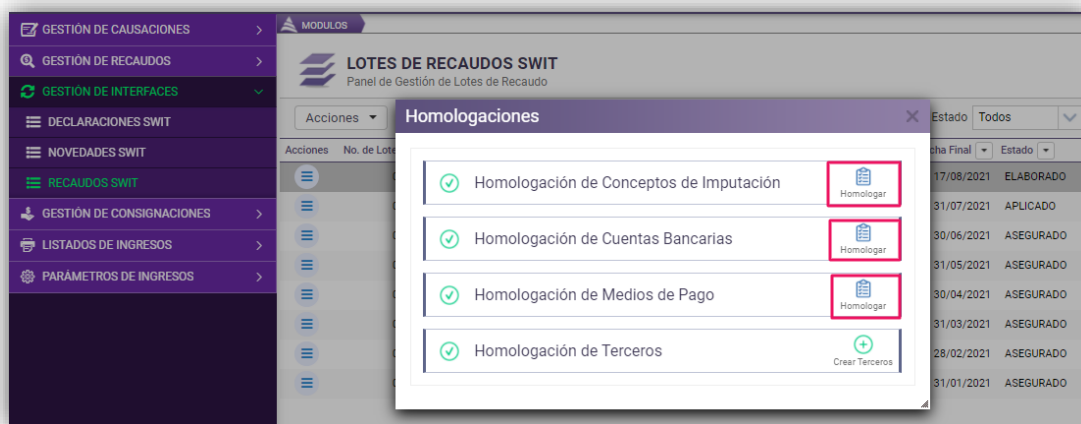 MODULOS
GESTIÓN DE CAUSACIONES
GESTIÓN DE RECAUDOS
GESTIÓN DE INTERFACES
DECLARACIONES SWIT
NOVEDADES SWIT
RECAUDOS SWIT
GESTIÓN DE CONSIGNACIONES
LISTADOS DE INGRESOS
PARÁMETROS DE INGRESOS
LOTES DE RECAUDOS SWIT
Panel de Gestión de Lotes de Recaudo
Acciones
Estado Todos
Acciones No. de Lote
cha Final Estado
17/08/2021 ELABORADO
31/07/2021 APLICADO
30/06/2021 ASEGURADO
31/05/2021 ASEGURADO
30/04/2021 ASEGURADO
31/03/2021 ASEGURADO
28/02/2021 ASEGURADO
31/01/2021 ASEGURADO
Homologaciones
Homologación de Conceptos de Imputación
Homologar
Homologación de Cuentas Bancarias
Homologar
Homologación de Medios de Pago
Homologar
Homologación de Terceros
Crear Terceros